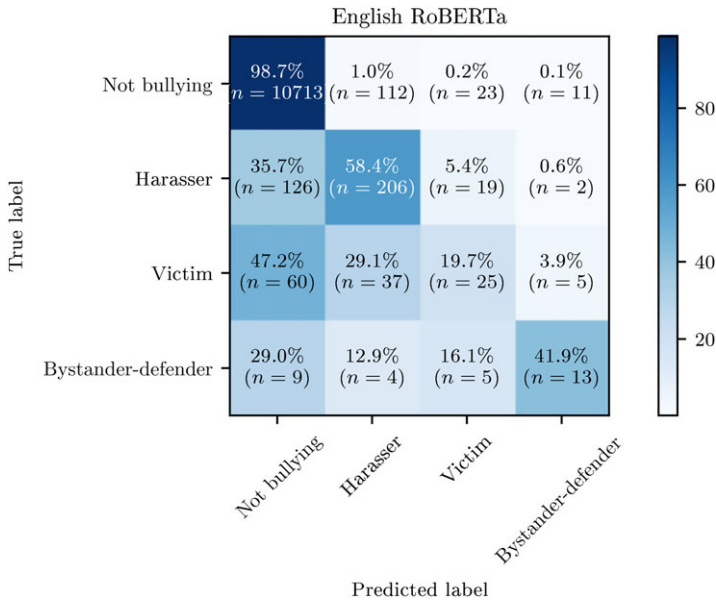 English RoBERTa
True label
Not bullying
98.7% 1.0% 0.2% 0.1%
n = 10713 (n = 112) (n = 23) (n = 11)
Harasser
35.7% 58.4% 5.4% 0.6%
(n = 126) (n = 206) (n = 19) (n = 2)
Victim
47.2% 29.1% 19.7% 3.9%
(n = 60) (n = 37) (n = 25) (n = 5)
Bystander-defender
29.0% 12.9% 16.1% 41.9%
(n = 9) (n = 4) (n = 5) (n = 13)
80
60
40
20
Not bullying
Harasser
Victim
Bystander-defender
Predicted label